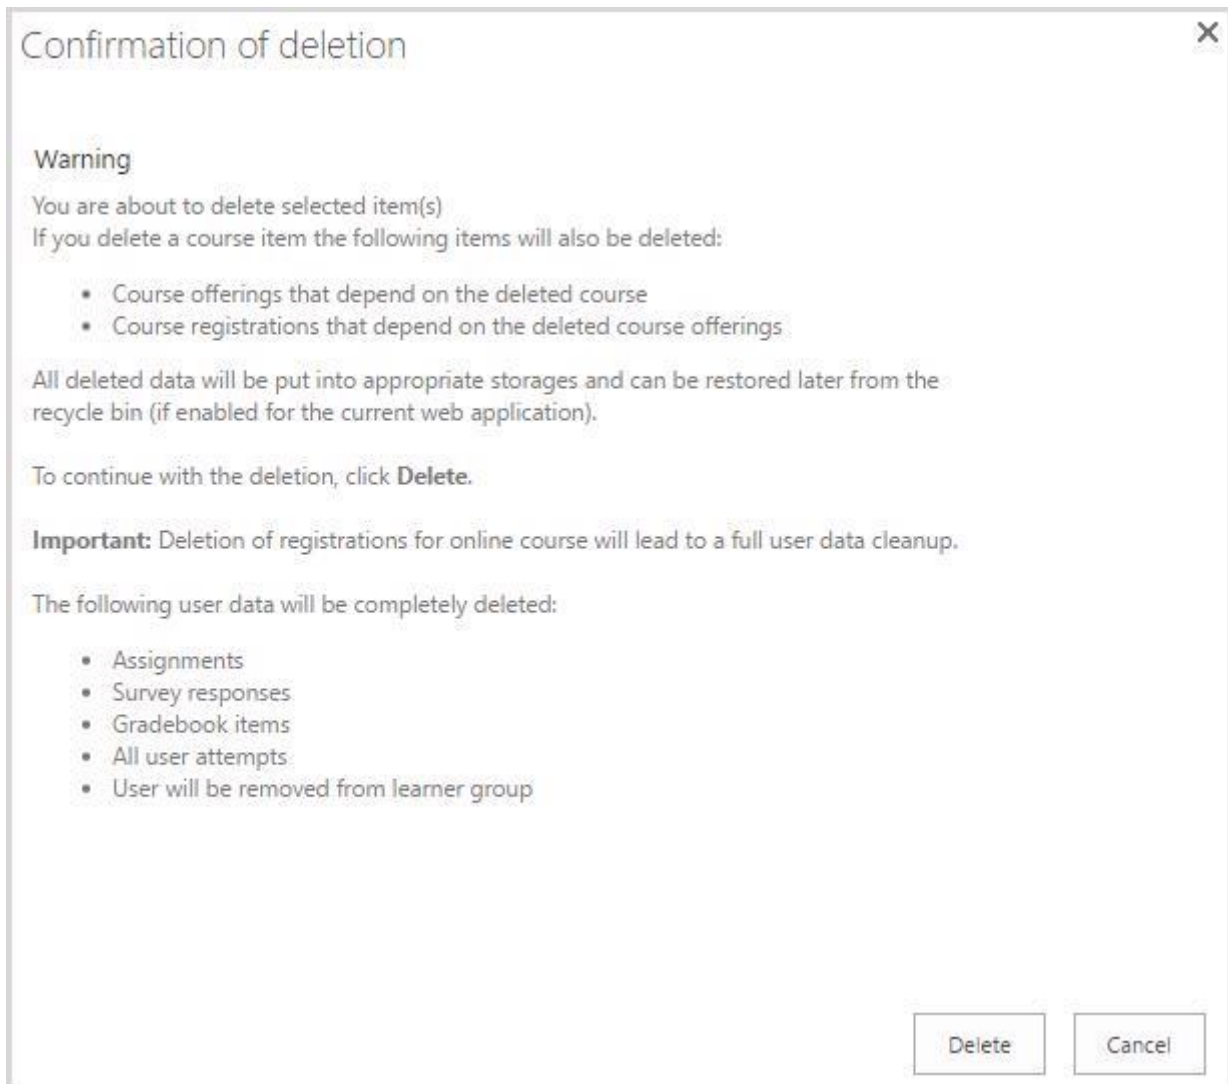 Confirmation of deletion
Warning
You are about to delete selected item(s)
If you delete a course item the following items will also be deleted:
• Course offerings that depend on the deleted course
• Course registrations that depend on the deleted course offerings
All deleted data will be put into appropriate storages and can be restored later from the
recycle bin (if enabled for the current web application).
To continue with the deletion, click Delete.
Important: Deletion of registrations for online course will lead to a full user data cleanup.
The following user data will be completely deleted:
• Assignments
• Survey responses
• Gradebook items
• All user attempts
• User will be removed from learner group
Delete Cancel